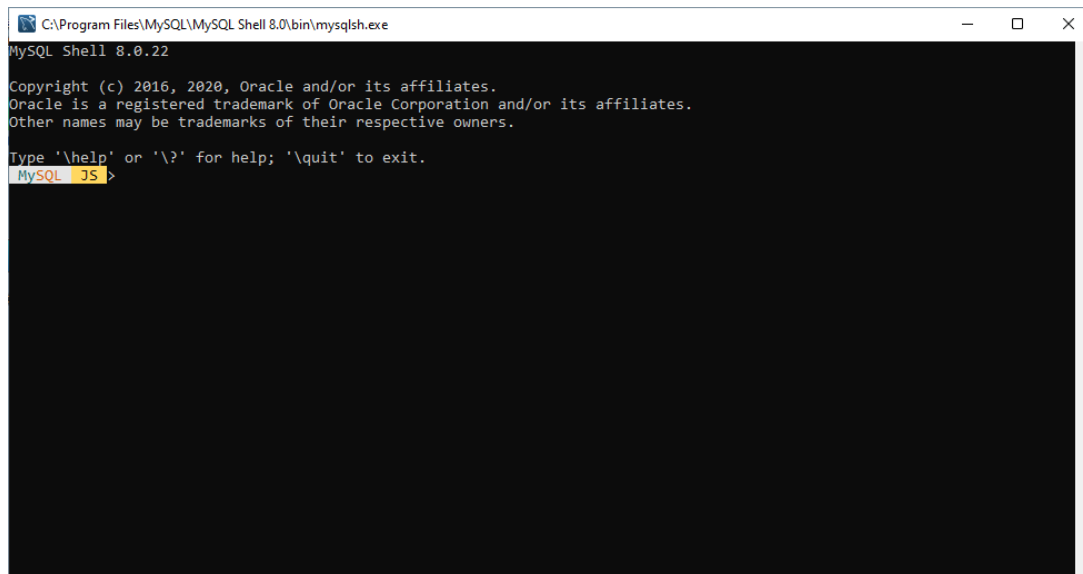 C:\Program Files\MySQL\MySQL Shell 8.0\bin\mysqlsh.exe
MySQL Shell 8.0.22
Copyright (c) 2016, 2020, Oracle and/or its affiliates.
Oracle is a registered trademark of Oracle Corporation and/or its affiliates.
Other names may be trademarks of their respective owners.
Type '\help' or '\?' for help; '\quit' to exit.
MySQL JS >